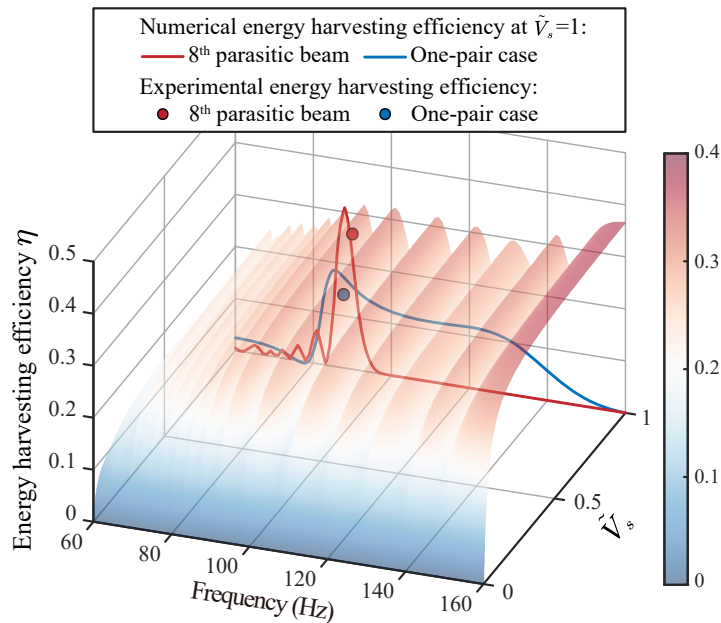 Numerical energy harvesting efficiency at Ṽₛ=1:
8ᵗʰ parasitic beam One-pair case
Experimental energy harvesting efficiency:
8ᵗʰ parasitic beam One-pair case
Energy harvesting efficiency η
0.5
0.4
0.3
0.2
0.1
0
60
80
100
120
140
160
Frequency (Hz)
0
0.5
1
Ṽₛ
0.4
0.3
0.2
0.1
0